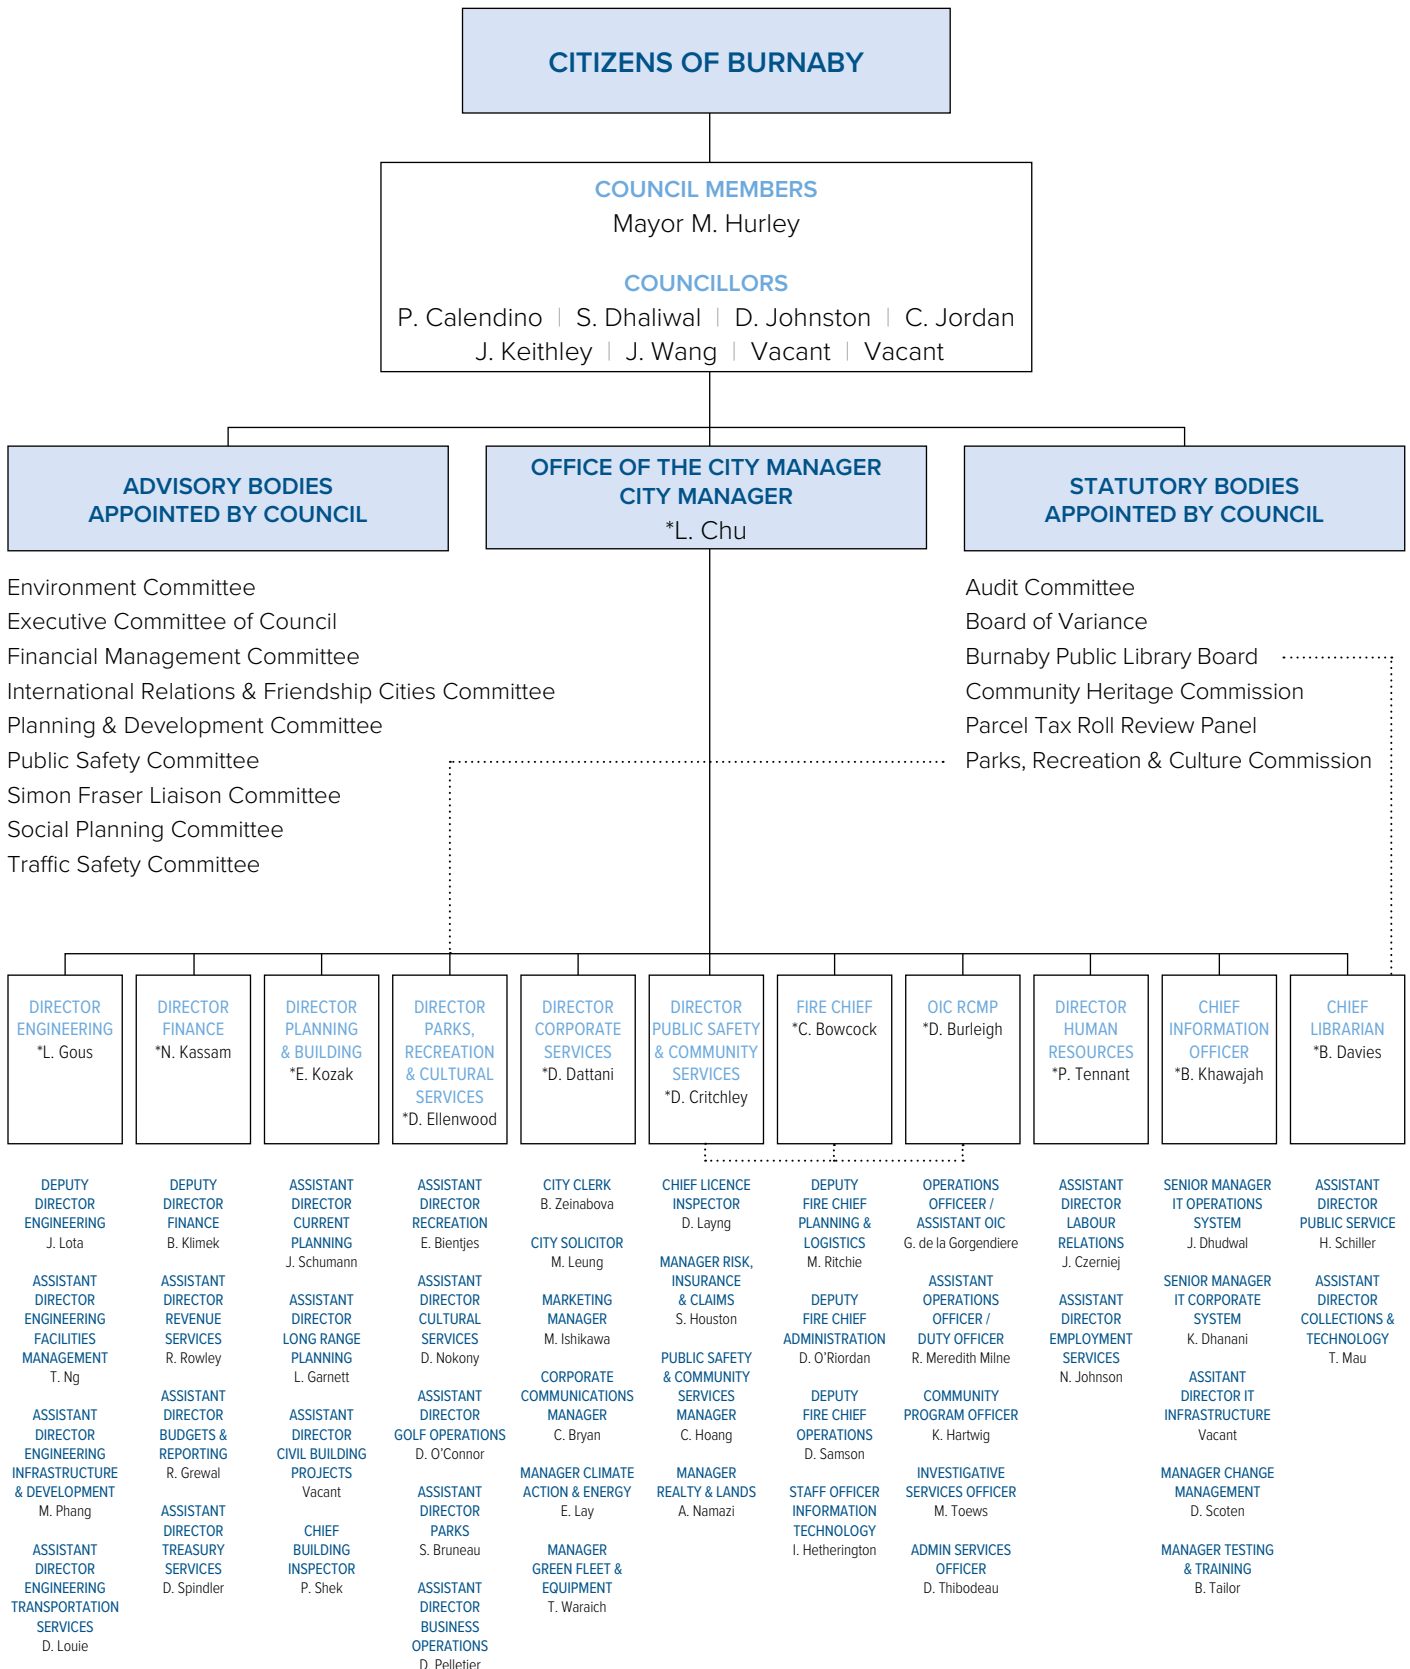 CITIZENS OF BURNABY
COUNCIL MEMBERS
Mayor M. Hurley
COUNCILLORS
P. Calendino | S. Dhaliwal | D. Johnston | C. Jordan
J. Keithley | J. Wang | Vacant | Vacant
ADVISORY BODIES
APPOINTED BY COUNCIL
OFFICE OF THE CITY MANAGER
CITY MANAGER
*L. Chu
STATUTORY BODIES
APPOINTED BY COUNCIL
Environment Committee
Executive Committee of Council
Financial Management Committee
International Relations & Friendship Cities Committee
Planning & Development Committee
Public Safety Committee
Simon Fraser Liaison Committee
Social Planning Committee
Traffic Safety Committee
Audit Committee
Board of Variance
Burnaby Public Library Board
Community Heritage Commission
Parcel Tax Roll Review Panel
Parks, Recreation & Culture Commission
DIRECTOR
ENGINEERING
*L. Gous
DIRECTOR
FINANCE
*N. Kassam
DIRECTOR
PLANNING
& BUILDING
*E. Kozak
DIRECTOR
PARKS,
RECREATION
& CULTURAL
SERVICES
*D. Ellenwood
DIRECTOR
CORPORATE
SERVICES
*D. Dattani
DIRECTOR
PUBLIC SAFETY
& COMMUNITY
SERVICES
*D. Critchley
FIRE CHIEF
*C. Bowcock
OIC RCMP
*D. Burleigh
DIRECTOR
HUMAN
RESOURCES
*P. Tennant
CHIEF
INFORMATION
OFFICER
*B. Khawajah
CHIEF
LIBRARIAN
*B. Davies
DEPUTY
DIRECTOR
ENGINEERING
J. Lota
ASSISTANT
DIRECTOR
ENGINEERING
FACILITIES
MANAGEMENT
T. Ng
ASSISTANT
DIRECTOR
ENGINEERING
INFRASTRUCTURE
& DEVELOPMENT
M. Phang
ASSISTANT
DIRECTOR
ENGINEERING
TRANSPORTATION
SERVICES
D. Louie
DEPUTY
DIRECTOR
FINANCE
B. Klimek
ASSISTANT
DIRECTOR
REVENUE
SERVICES
R. Rowley
ASSISTANT
DIRECTOR
BUDGETS &
REPORTING
R. Grewal
ASSISTANT
DIRECTOR
TREASURY
SERVICES
D. Spindler
ASSISTANT
DIRECTOR
CURRENT
PLANNING
J. Schumann
ASSISTANT
DIRECTOR
LONG RANGE
PLANNING
L. Garnett
ASSISTANT
DIRECTOR
CIVIL BUILDING
PROJECTS
Vacant
CHIEF
BUILDING
INSPECTOR
P. Shek
ASSISTANT
DIRECTOR
RECREATION
E. Bientjes
ASSISTANT
DIRECTOR
CULTURAL
SERVICES
D. Nokony
ASSISTANT
DIRECTOR
GOLF OPERATIONS
D. O'Connor
ASSISTANT
DIRECTOR
PARKS
S. Bruneau
ASSISTANT
DIRECTOR
BUSINESS
OPERATIONS
D. Pelletier
CITY CLERK
B. Zeinabova
CITY SOLICITOR
M. Leung
MARKETING
MANAGER
M. Ishikawa
CORPORATE
COMMUNICATIONS
MANAGER
C. Bryan
MANAGER CLIMATE
ACTION & ENERGY
E. Lay
MANAGER
GREEN FLEET &
EQUIPMENT
T. Waraich
CHIEF LICENCE
INSPECTOR
D. Layng
MANAGER RISK,
INSURANCE
& CLAIMS
S. Houston
PUBLIC SAFETY
& COMMUNITY
SERVICES
MANAGER
C. Hoang
MANAGER
REALTY & LANDS
A. Namazi
DEPUTY
FIRE CHIEF
PLANNING &
LOGISTICS
M. Ritchie
DEPUTY
FIRE CHIEF
ADMINISTRATION
D. O'Riordan
DEPUTY
FIRE CHIEF
OPERATIONS
D. Samson
STAFF OFFICER
INFORMATION
TECHNOLOGY
I. Hetherington
OPERATIONS
OFFICEER /
ASSISTANT OIC
G. de la Gorgendiere
ASSISTANT
OPERATIONS
OFFICER /
DUTY OFFICER
R. Meredith Milne
COMMUNITY
PROGRAM OFFICER
K. Hartwig
INVESTIGATIVE
SERVICES OFFICER
M. Toews
ADMIN SERVICES
OFFICER
D. Thibodeau
ASSISTANT
DIRECTOR
LABOUR
RELATIONS
J. Czerniej
ASSISTANT
DIRECTOR
EMPLOYMENT
SERVICES
N. Johnson
SENIOR MANAGER
IT OPERATIONS
SYSTEM
J. Dhudwal
SENIOR MANAGER
IT CORPORATE
SYSTEM
K. Dhanani
ASSITANT
DIRECTOR IT
INFRASTRUCTURE
Vacant
MANAGER CHANGE
MANAGEMENT
D. Scoten
MANAGER TESTING
& TRAINING
B. Tailor
ASSISTANT
DIRECTOR
PUBLIC SERVICE
H. Schiller
ASSISTANT
DIRECTOR
COLLECTIONS &
TECHNOLOGY
T. Mau